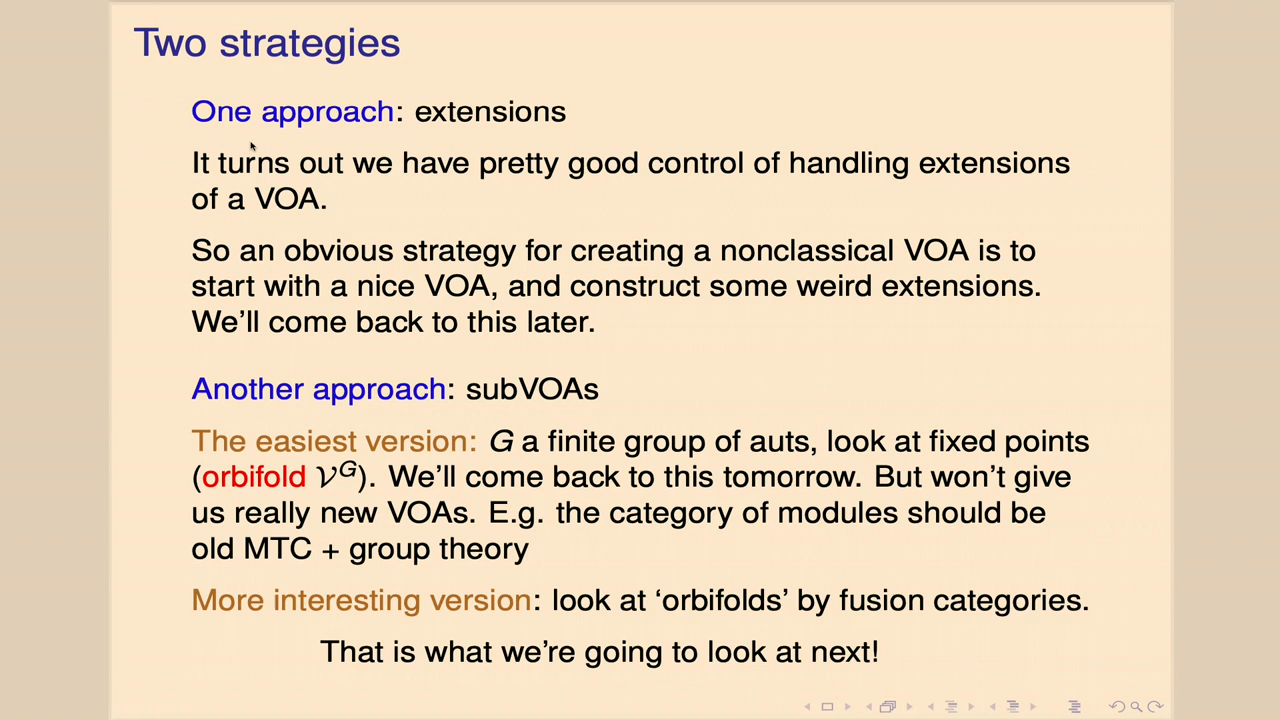 Two strategies
One approach: extensions
It turns out we have pretty good control of handling extensions
of a VOA.
So an obvious strategy for creating a nonclassical VOA is to
start with a nice VOA, and construct some weird extensions.
We'll come back to this later.
Another approach: subVOAs
The easiest version: G a finite group of auts, look at fixed points
(orbifold 𝒱^G). We'll come back to this tomorrow. But won't give
us really new VOAs. E.g. the category of modules should be
old MTC + group theory
More interesting version: look at 'orbifolds' by fusion categories.
That is what we're going to look at next!